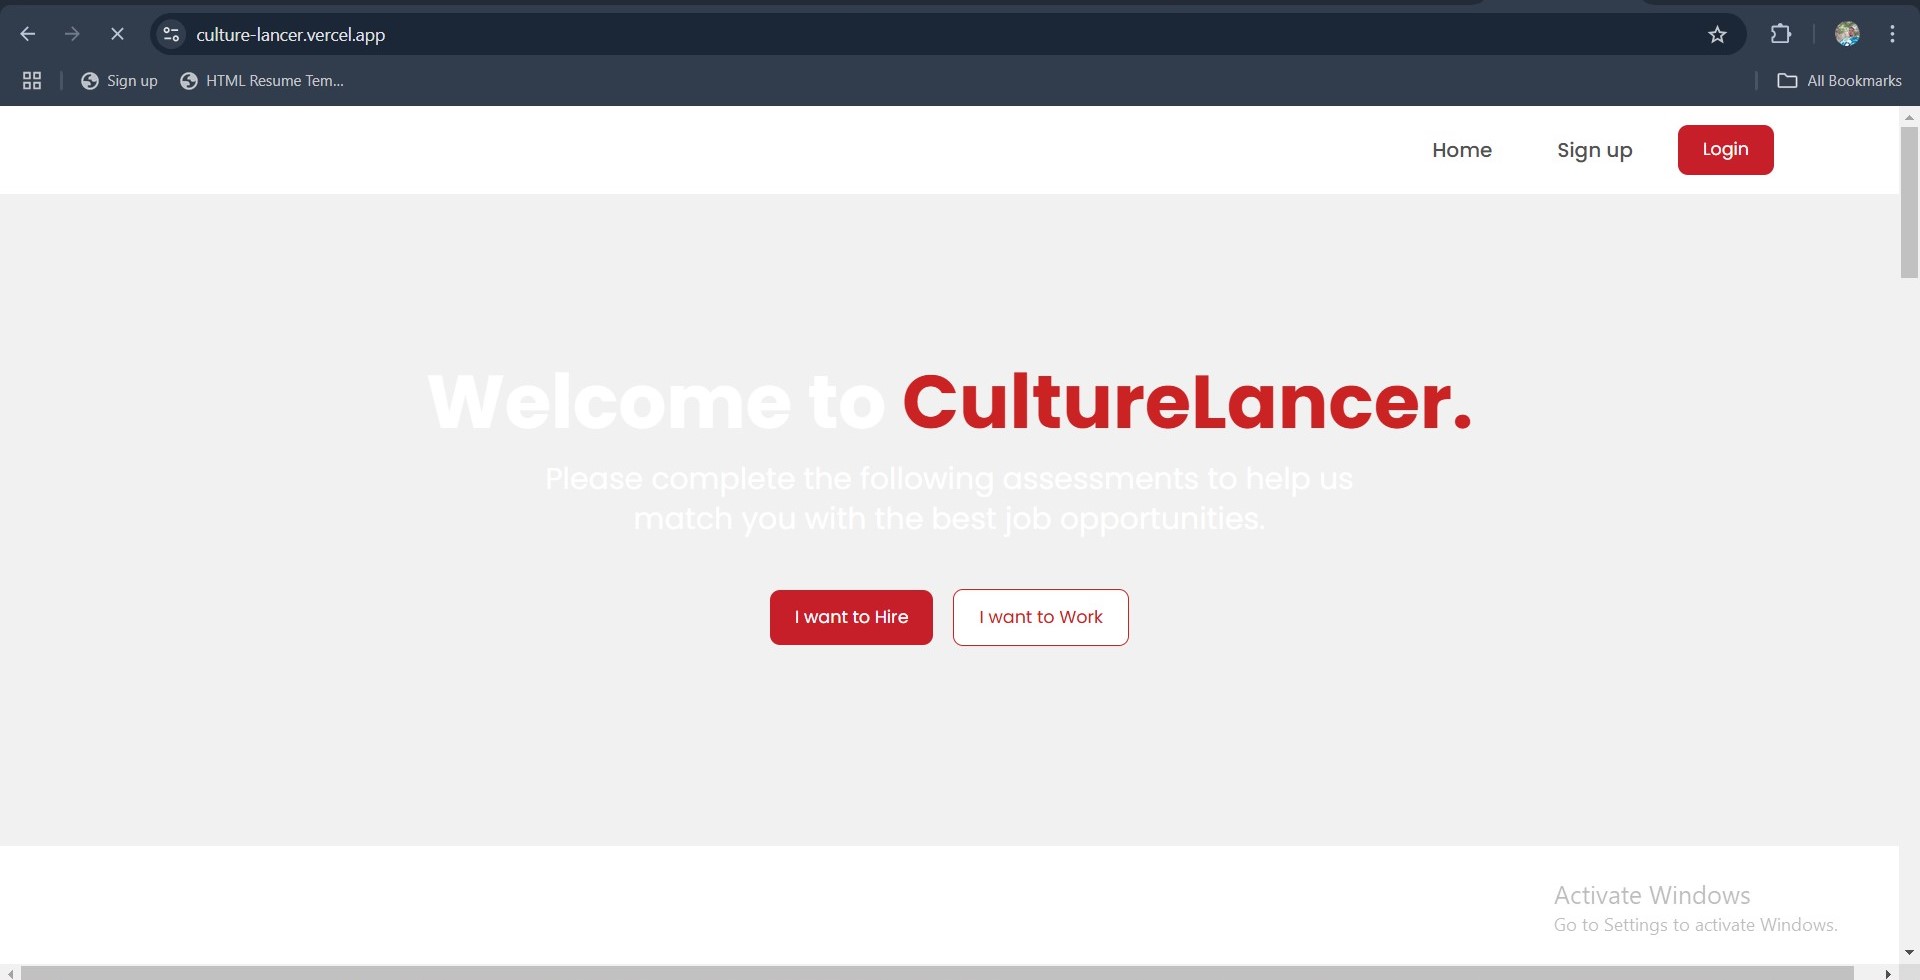 culture-lancer.vercel.app
Sign up
HTML Resume Tem...
All Bookmarks
Home
Sign up
Login
Welcome to CultureLancer.
Please complete the following assessments to help us
match you with the best job opportunities.
I want to Hire
I want to Work
Activate Windows
Go to Settings to activate Windows.